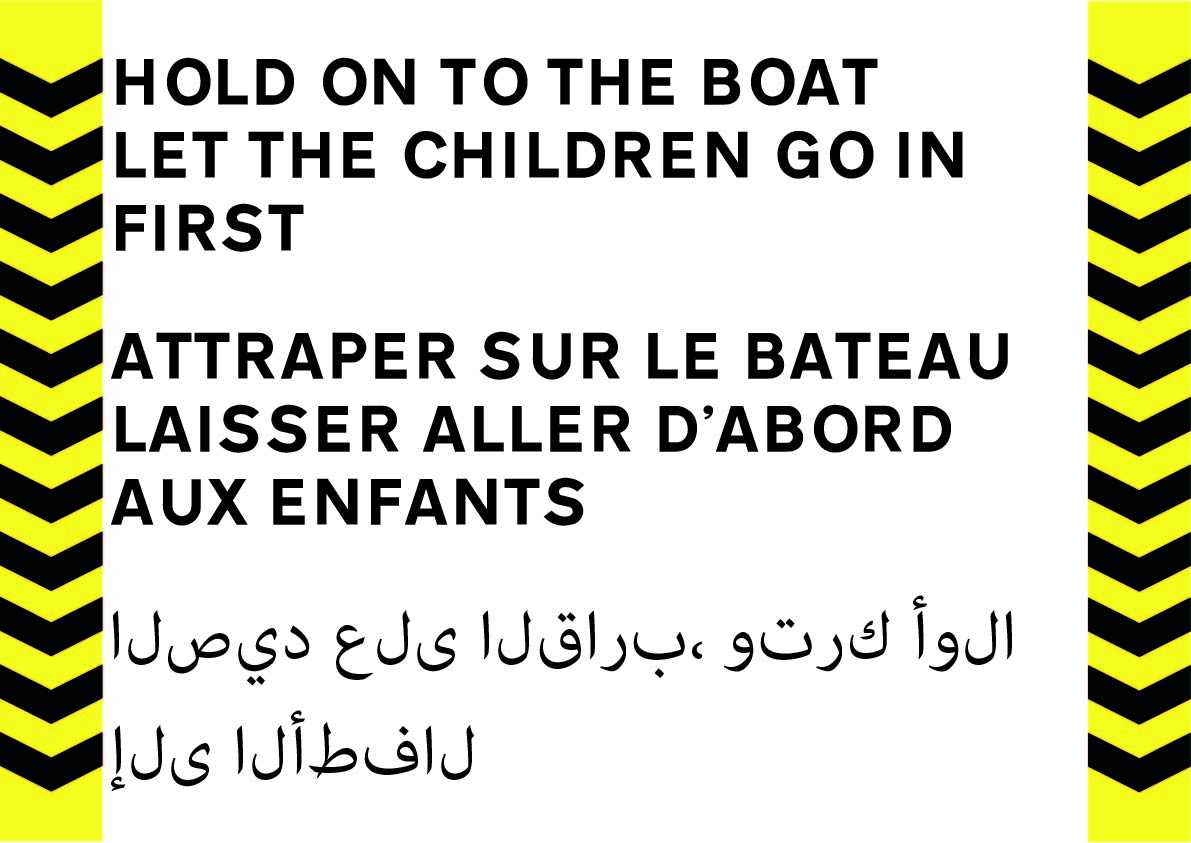 HOLD ON TO THE BOAT
LET THE CHILDREN GO IN
FIRST
ATTRAPER SUR LE BATEAU
LAISSER ALLER D’ABORD
AUX ENFANTS
الصيد على القارب، وترك أولا
إلى الأطفال